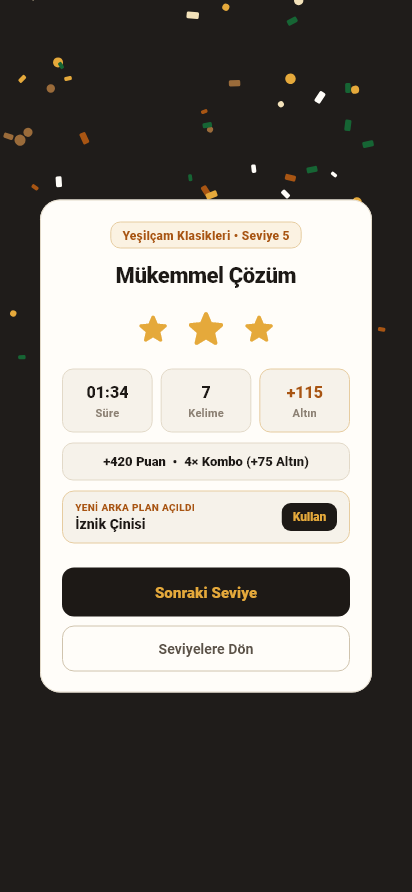 Yeşilçam Klasikleri • Seviye 5
Mükemmel Çözüm
01:34
Süre
7
Kelime
+115
Altın
+420 Puan • 4× Kombo (+75 Altın)
YENİ ARKA PLAN AÇILDI
İznik Çinisi
Kullan
Sonraki Seviye
Seviyelere Dön